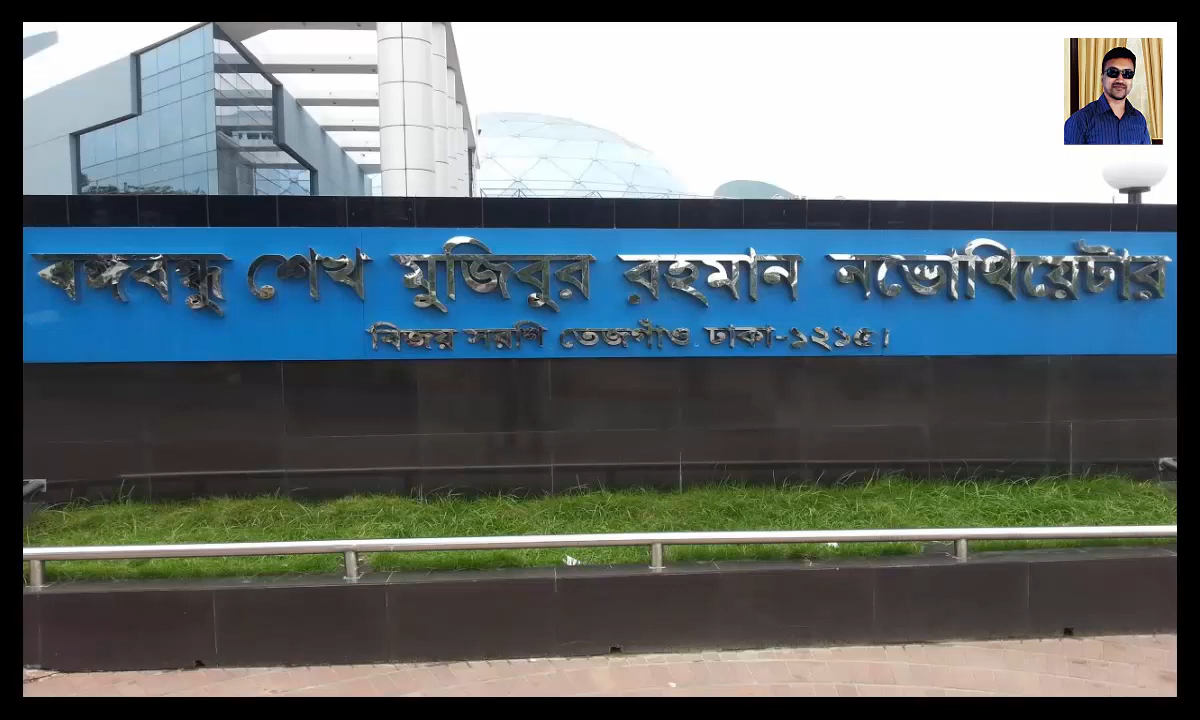 বঙ্গবন্ধু শেখ মুজিবুর রহমান নভোথিয়েটার
বিজয় সরণি তেজগাঁও ঢাকা-১২১৫।